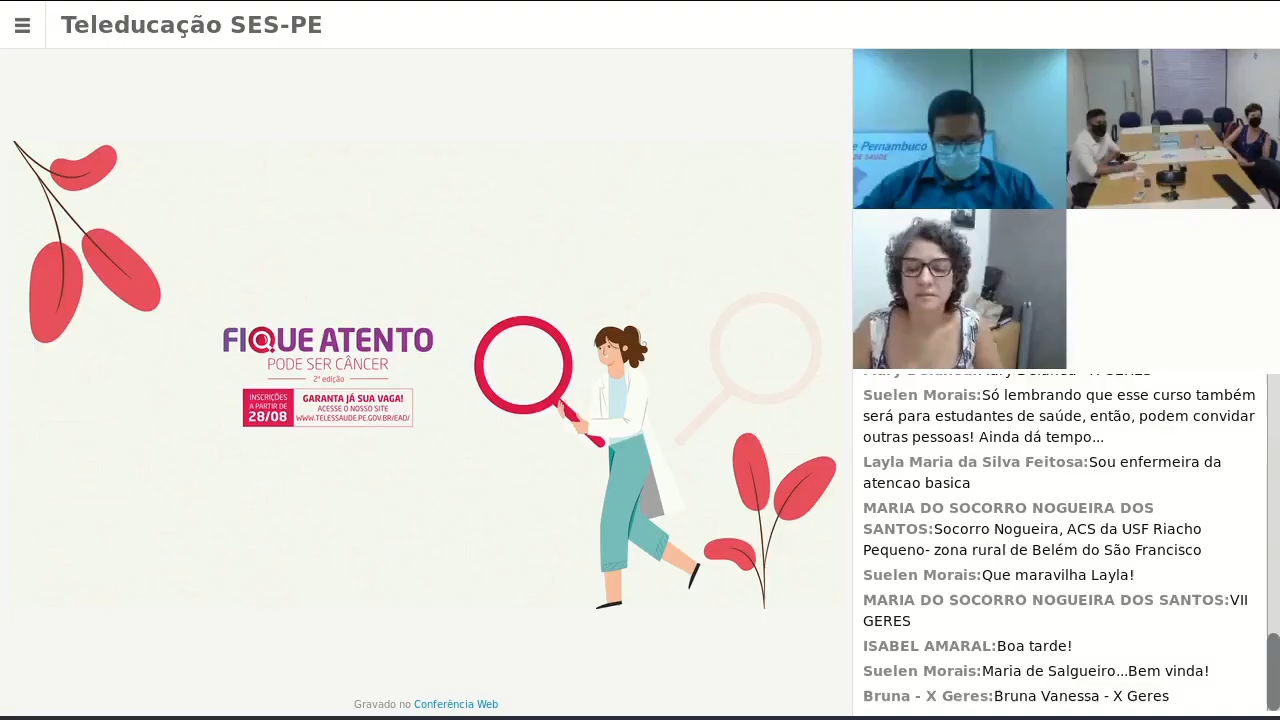 Teleducação SES-PE
FIQUE ATENTO
PODE SER CÂNCER
2ª edição
INSCRIÇÕES
A PARTIR DE
28/08
GARANTA JÁ SUA VAGA!
ACESSE O NOSSO SITE
WWW.TELESSAUDE.PE.GOV.BR/EAD/
Gravado no Conferência Web
e Pernambuco
DE SAÚDE
Suelen Morais:Só lembrando que esse curso também
será para estudantes de saúde, então, podem convidar
outras pessoas! Ainda dá tempo...
Layla Maria da Silva Feitosa:Sou enfermeira da
atencao basica
MARIA DO SOCORRO NOGUEIRA DOS
SANTOS:Socorro Nogueira, ACS da USF Riacho
Pequeno- zona rural de Belém do São Francisco
Suelen Morais:Que maravilha Layla!
MARIA DO SOCORRO NOGUEIRA DOS SANTOS:VII
GERES
ISABEL AMARAL:Boa tarde!
Suelen Morais:Maria de Salgueiro...Bem vinda!
Bruna - X Geres:Bruna Vanessa - X Geres